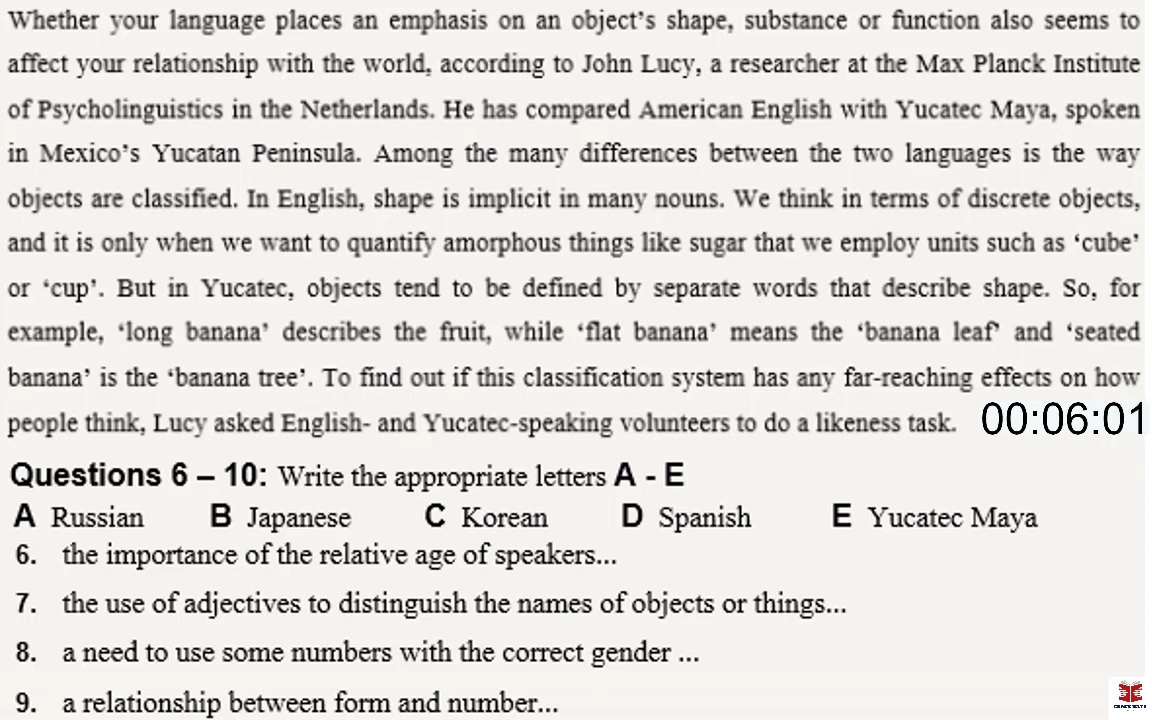 Whether your language places an emphasis on an object's shape, substance or function also seems to
affect your relationship with the world, according to John Lucy, a researcher at the Max Planck Institute
of Psycholinguistics in the Netherlands. He has compared American English with Yucatec Maya, spoken
in Mexico's Yucatan Peninsula. Among the many differences between the two languages is the way
objects are classified. In English, shape is implicit in many nouns. We think in terms of discrete objects,
and it is only when we want to quantify amorphous things like sugar that we employ units such as 'cube'
or 'cup'. But in Yucatec, objects tend to be defined by separate words that describe shape. So, for
example, 'long banana' describes the fruit, while 'flat banana' means the 'banana leaf' and 'seated
banana' is the 'banana tree'. To find out if this classification system has any far-reaching effects on how
people think, Lucy asked English- and Yucatec-speaking volunteers to do a likeness task. 00:06:01
Questions 6 – 10: Write the appropriate letters A - E
A Russian B Japanese C Korean D Spanish E Yucatec Maya
6. the importance of the relative age of speakers...
7. the use of adjectives to distinguish the names of objects or things...
8. a need to use some numbers with the correct gender ...
9. a relationship between form and number...